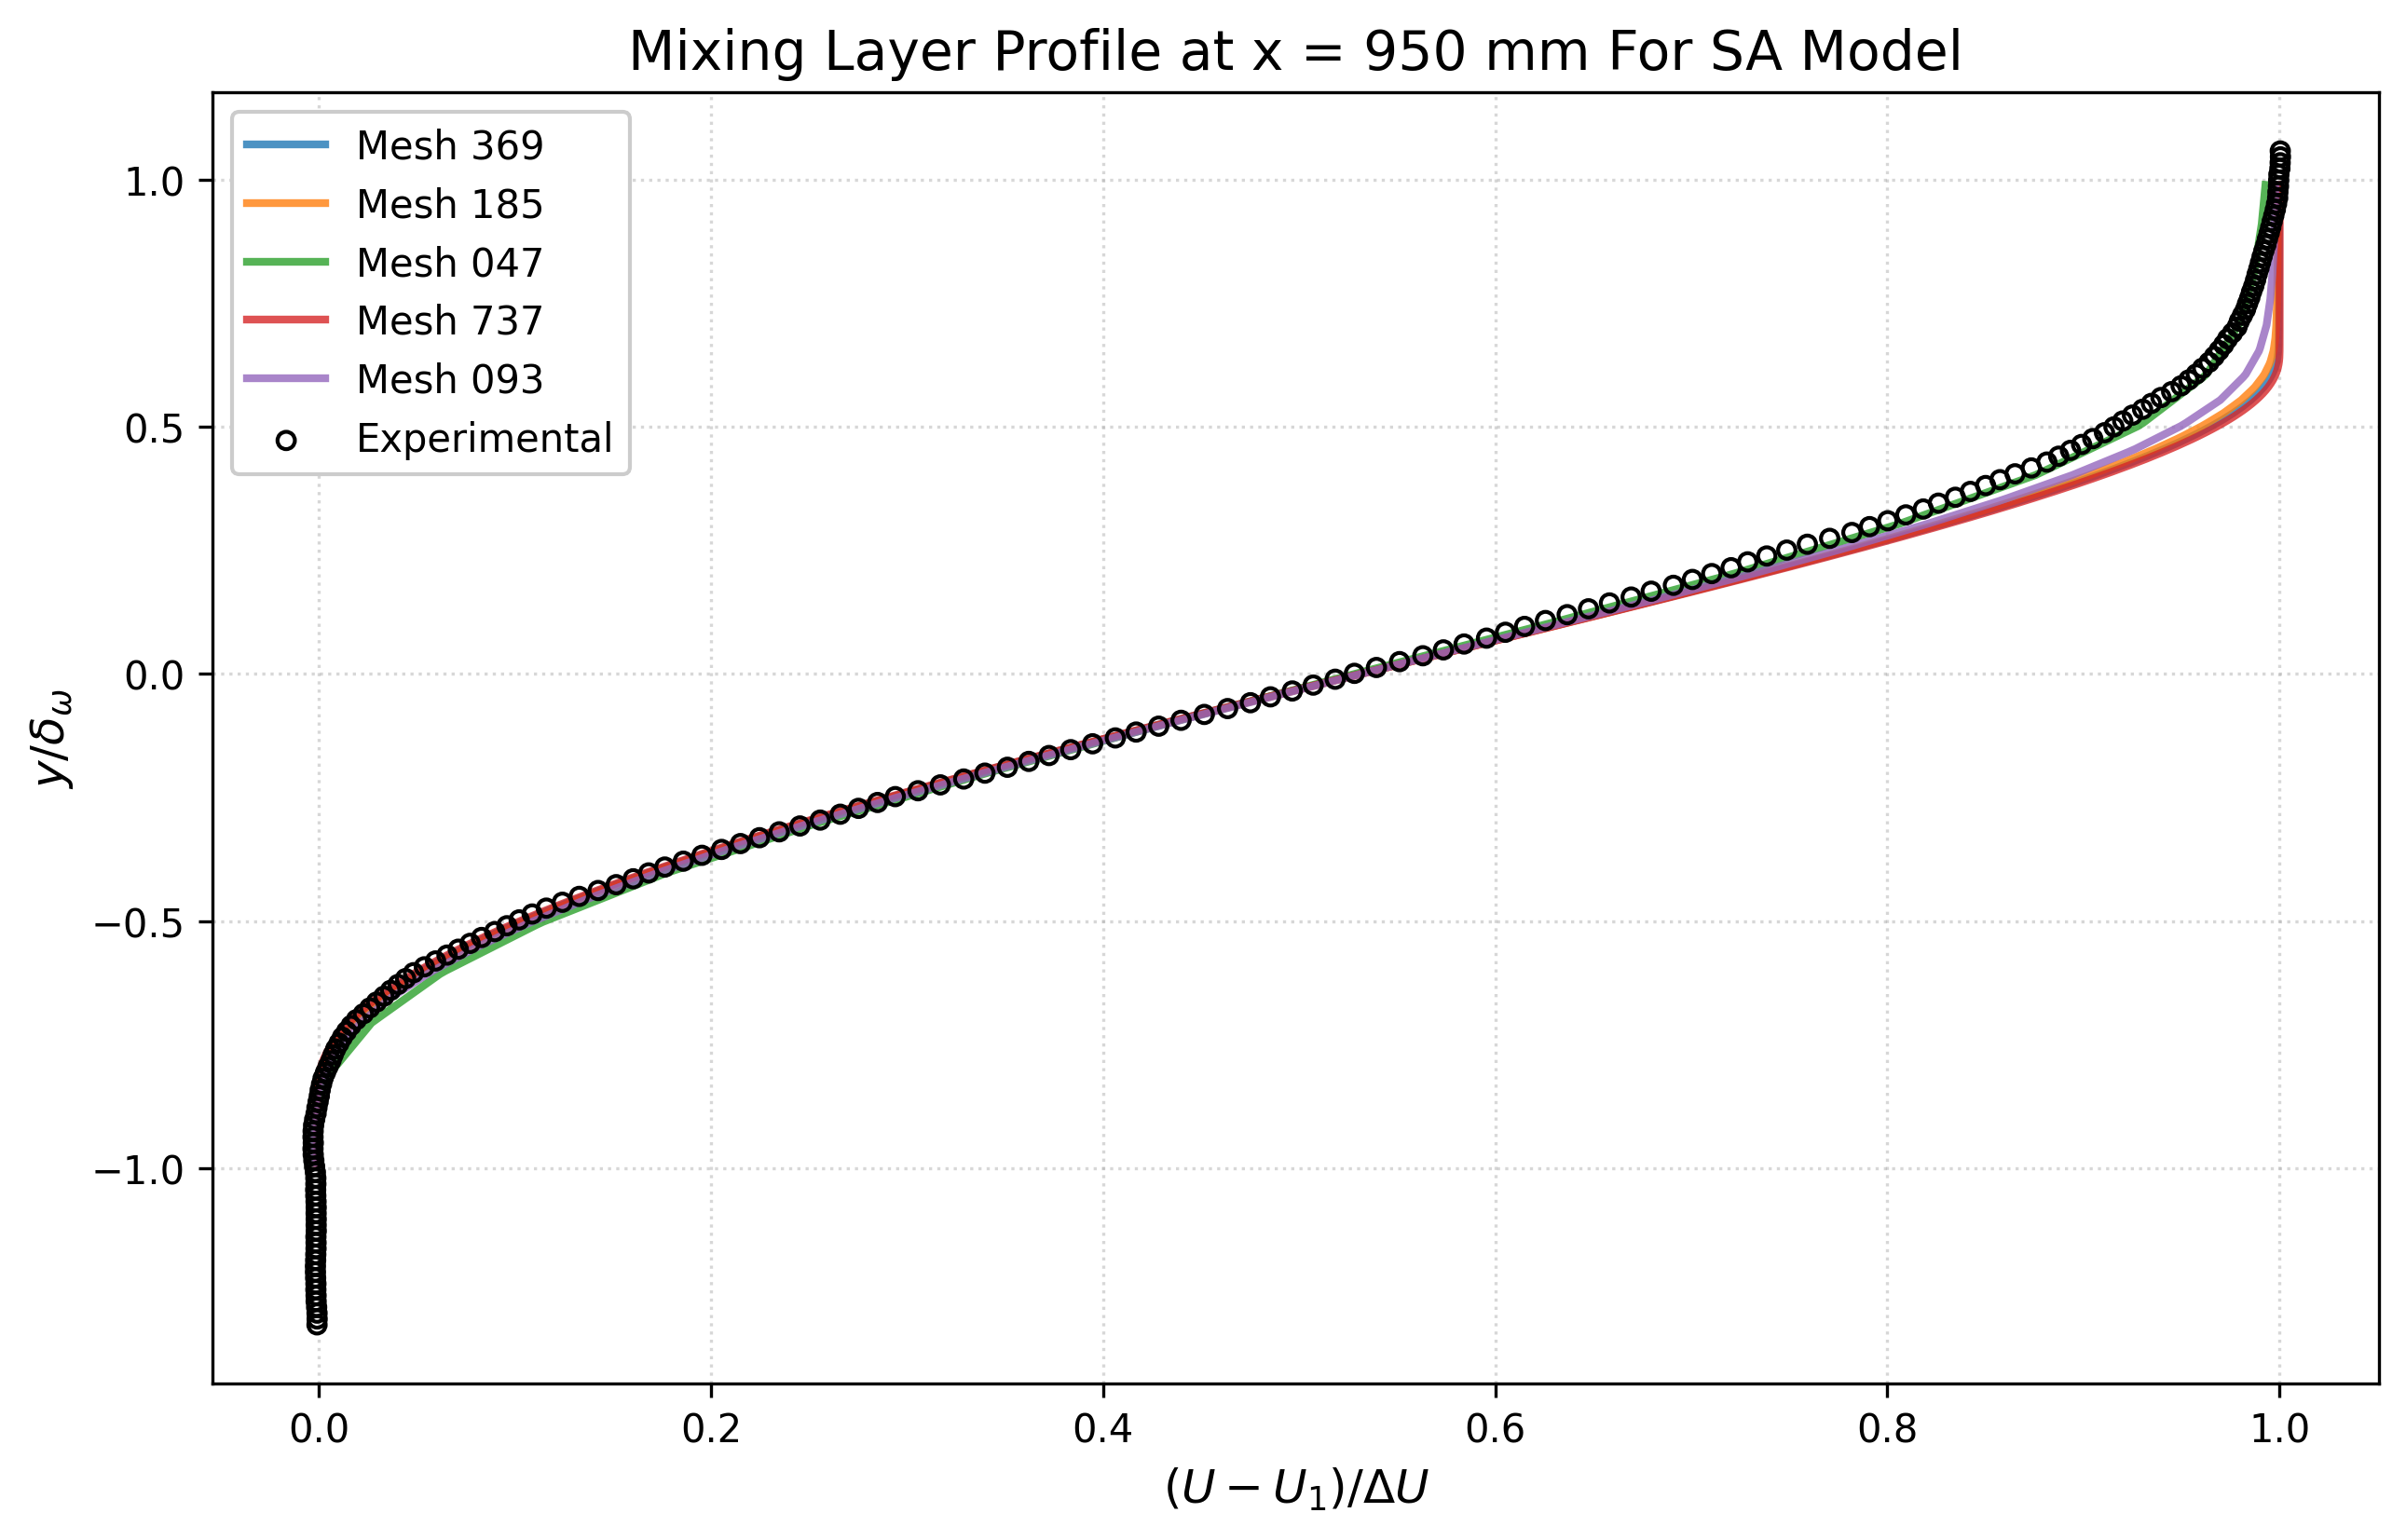 Mixing Layer Profile at x = 950 mm For SA Model
Mesh 369
Mesh 185
Mesh 047
Mesh 737
Mesh 093
Experimental
1.0
0.5
0.0
−0.5
−1.0
y/δω
0.0 0.2 0.4 0.6 0.8 1.0
(U − U₁)/ΔU